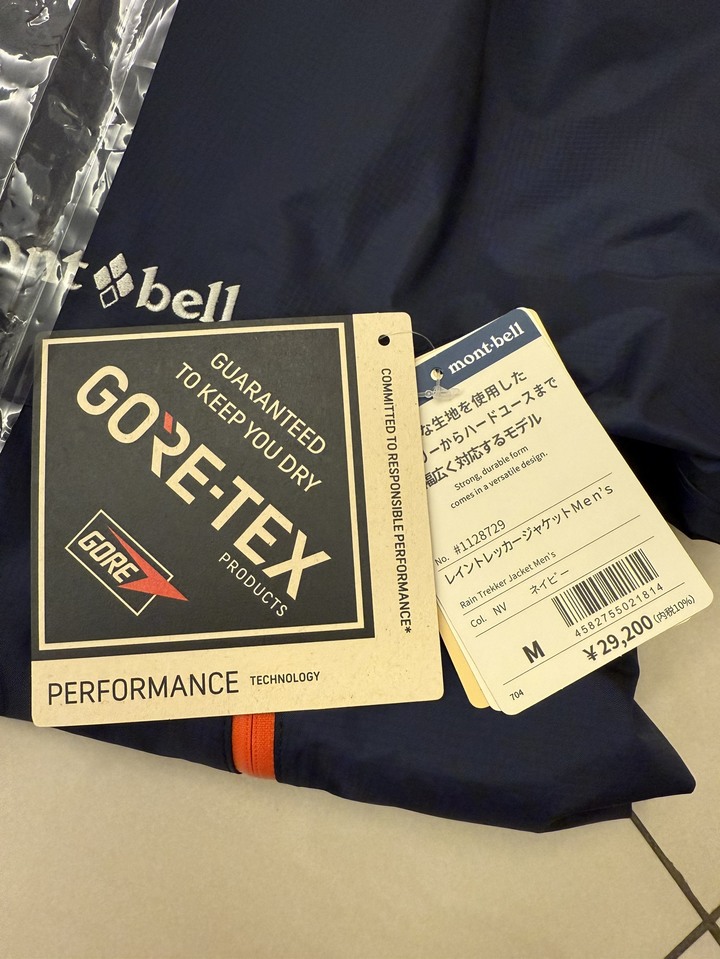 mont bell
GUARANTEED
TO KEEP YOU DRY
GORE-TEX
PRODUCTS
GORE
COMMITTED TO RESPONSIBLE PERFORMANCE*
PERFORMANCE TECHNOLOGY
mont-bell
な生地を使用した
ーからハードユースまで
幅広く対応するモデル
Strong, durable form
comes in a versatile design.
No. #1128729
レイントレッカージャケットMen's
Rain Trekker Jacket Men's
Col. NV ネイビー
4582755021814
M
¥29,200(内税10%)
704